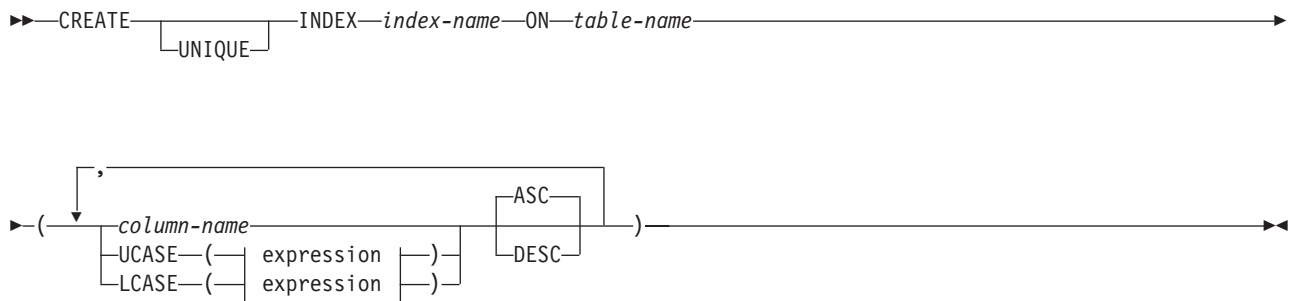 CREATE INDEX index-name ON table-name
UNIQUE
,
ASC
( column-name )
UCASE ( expression ) DESC
LCASE ( expression )